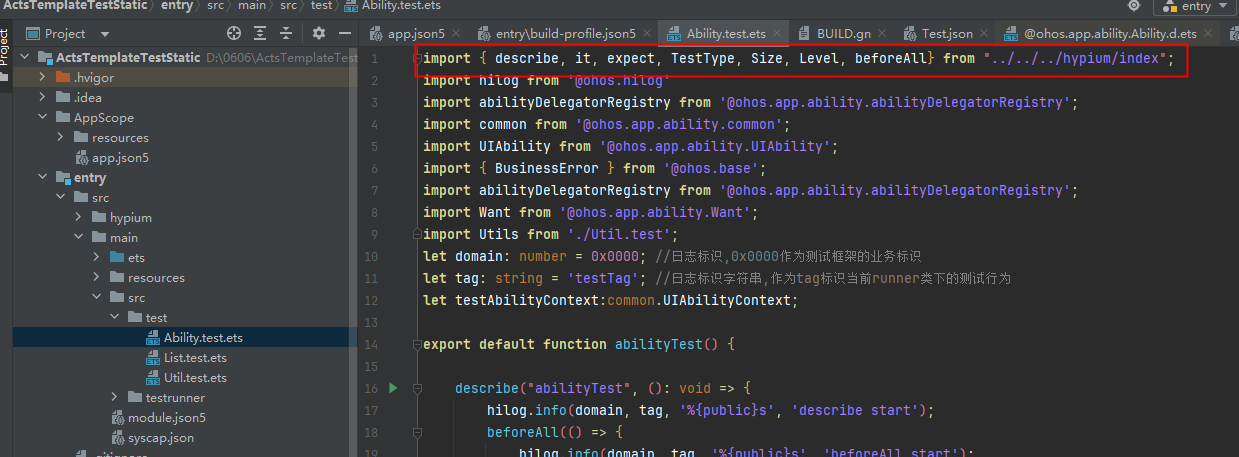 ActsTemplateTestStatic entry src main src test Ability.test.ets
entry
Project
Project
app.json5 entry\build-profile.json5 Ability.test.ets BUILD.gn Test.json @ohos.app.ability.Ability.d.ets
ActsTemplateTestStatic D:\0606\ActsTemplateTest
.hvigor
.idea
AppScope
resources
app.json5
entry
src
hypium
main
ets
resources
src
test
Ability.test.ets
List.test.ets
Util.test.ets
testrunner
module.json5
syscap.json
.gitignore
1 import { describe, it, expect, TestType, Size, Level, beforeAll} from "../../../hypium/index";
2 import hilog from '@ohos.hilog'
3 import abilityDelegatorRegistry from '@ohos.app.ability.abilityDelegatorRegistry';
4 import common from '@ohos.app.ability.common';
5 import UIAbility from '@ohos.app.ability.UIAbility';
6 import { BusinessError } from '@ohos.base';
7 import abilityDelegatorRegistry from '@ohos.app.ability.abilityDelegatorRegistry';
8 import Want from '@ohos.app.ability.Want';
9 import Utils from './Util.test';
10 let domain: number = 0x0000; //日志标识,0x0000作为测试框架的业务标识
11 let tag: string = 'testTag'; //日志标识字符串,作为tag标识当前runner类下的测试行为
12 let testAbilityContext:common.UIAbilityContext;
13
14 export default function abilityTest() {
15
16 describe("abilityTest", (): void => {
17 hilog.info(domain, tag, '%{public}s', 'describe start');
18 beforeAll(() => {
19 hilog.info(domain, tag, '%{public}s', 'beforeAll start');